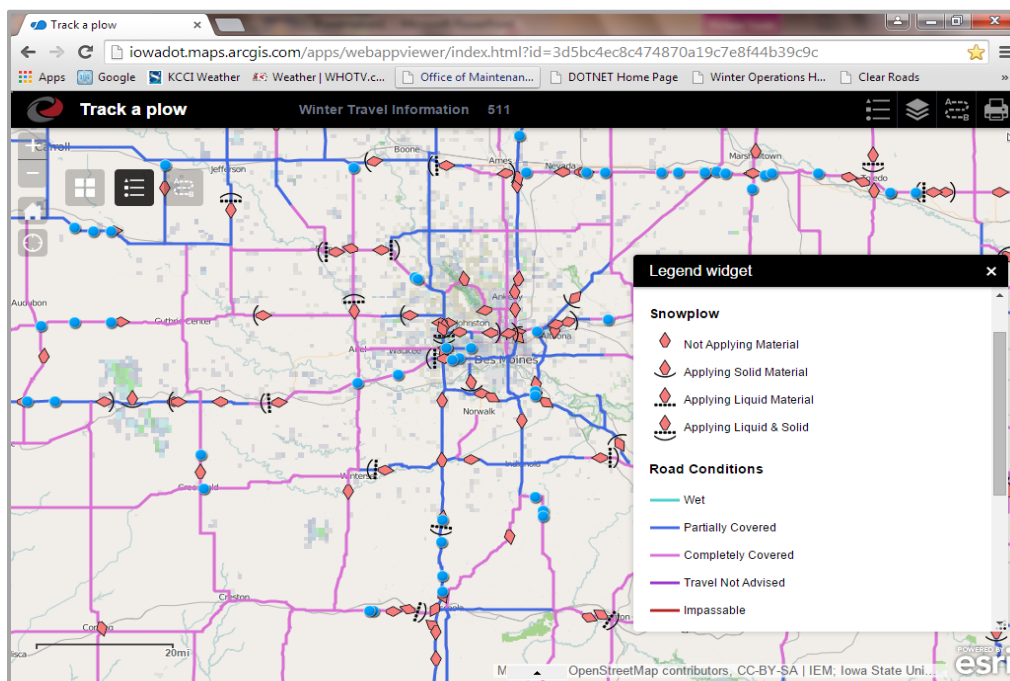 Track a plow
iowadot.maps.arcgis.com/apps/webappviewer/index.html?id=3d5bc4ec8c474870a19c7e8f44b39c9c
Apps Google KCCI Weather Weather | WHOTV.c... Office of Maintenan... DOTNET Home Page Winter Operations H... Clear Roads »
Track a plow Winter Travel Information 511
Carroll
Jefferson
Boone
Ames
Nevada
Marshalltown
Toledo
Audubon
Guthrie Center
Ankeny
Johnston
Altoona
Adel
Waukee
Des Moines
Norwalk
Winterset
Indianola
Greenfield
Creston
Corning
20mi
Legend widget
Snowplow
Not Applying Material
Applying Solid Material
Applying Liquid Material
Applying Liquid & Solid
Road Conditions
Wet
Partially Covered
Completely Covered
Travel Not Advised
Impassable
OpenStreetMap contributors, CC-BY-SA | IEM; Iowa State Uni...
POWERED BY
esri